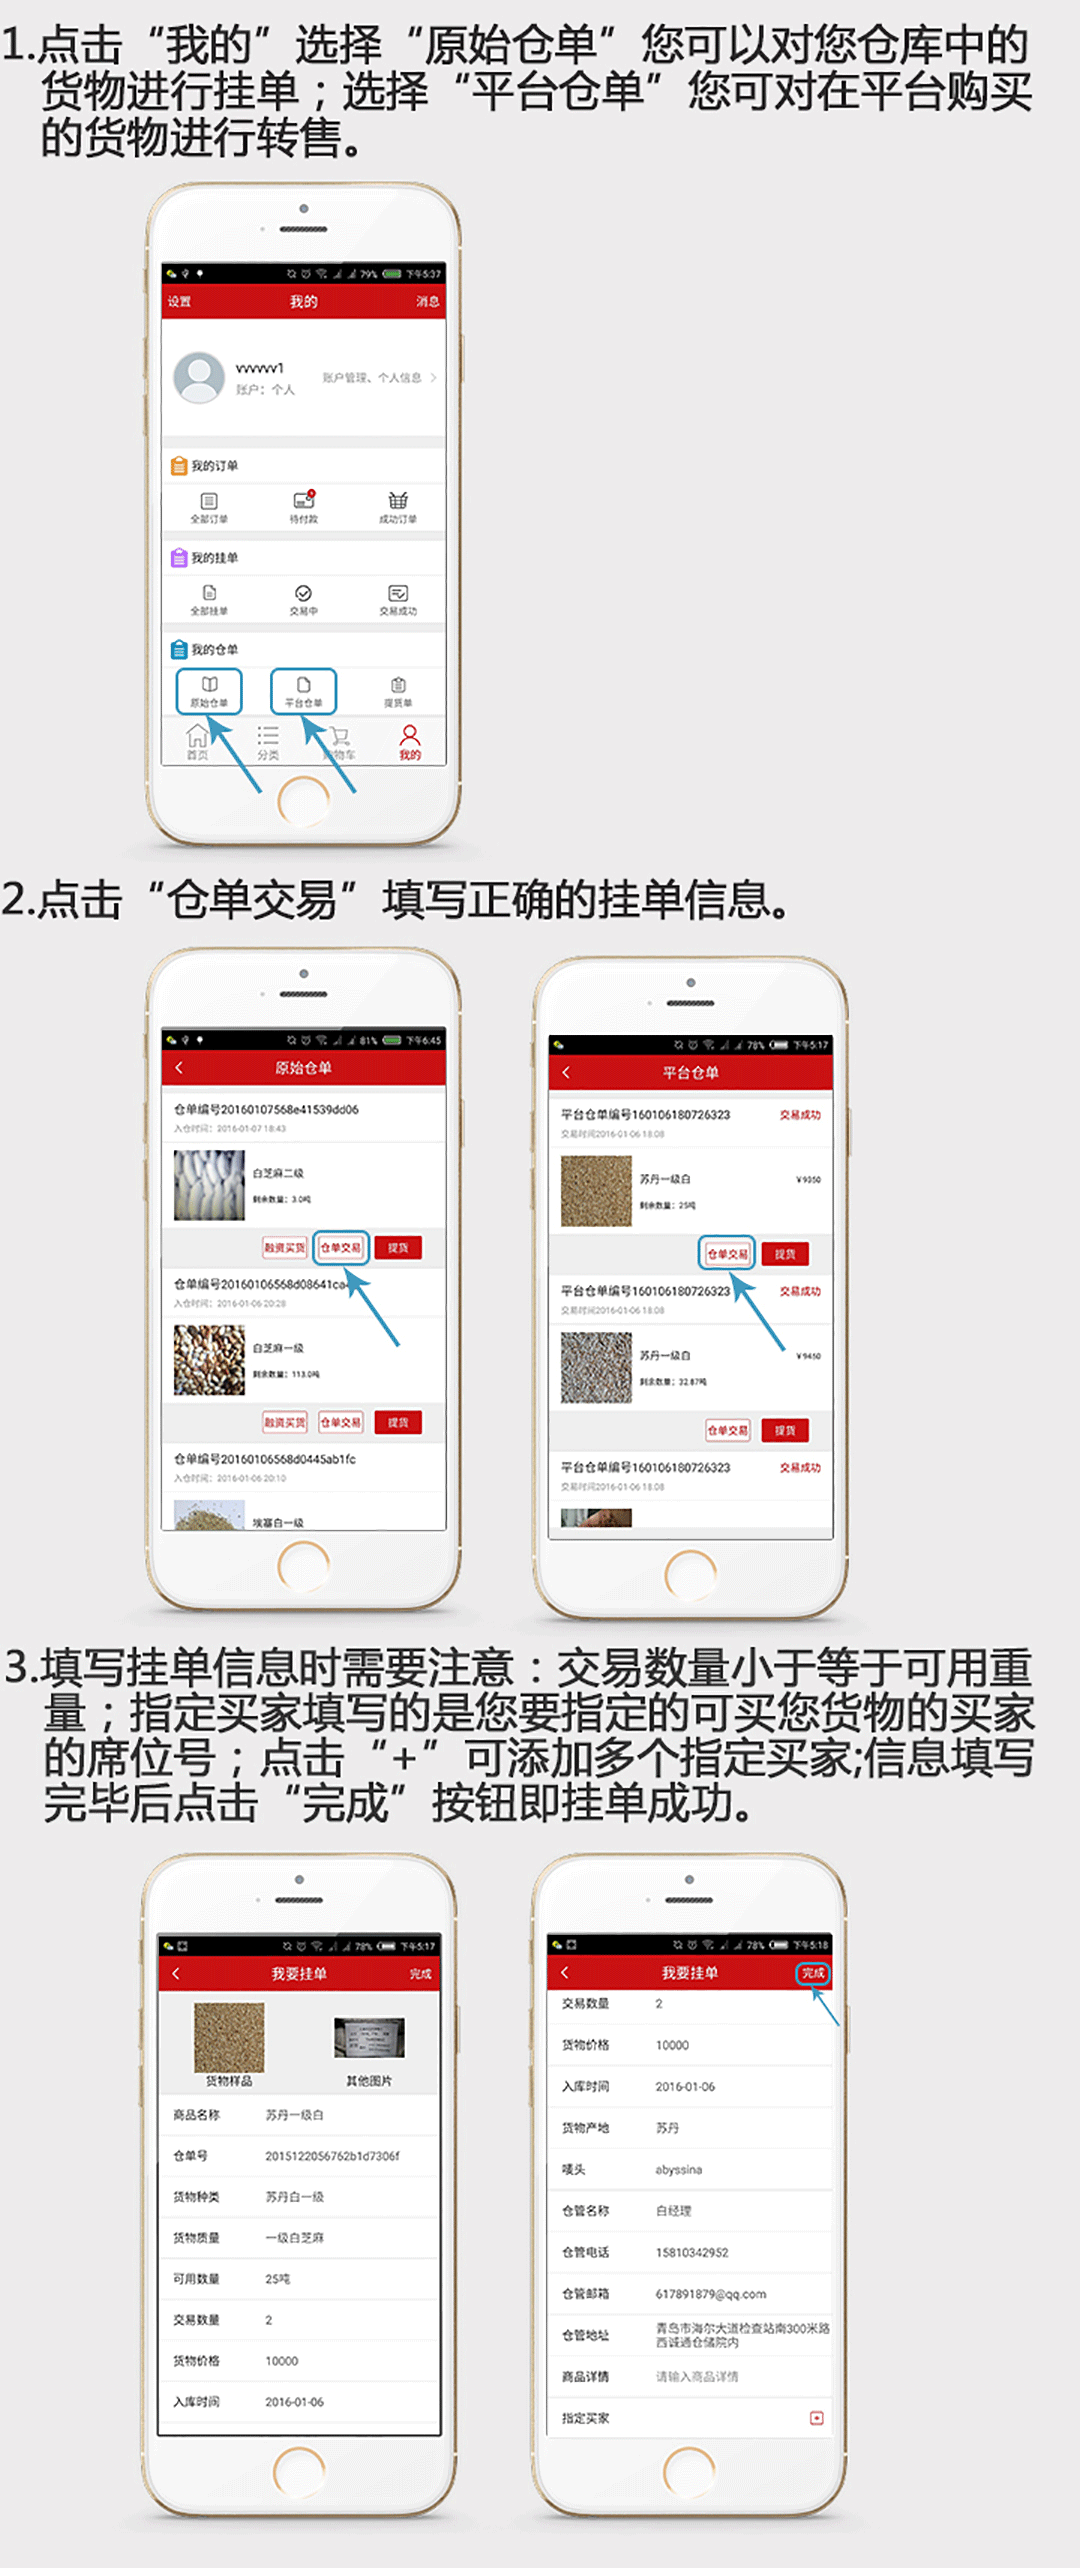 1.点击“我的”选择“原始仓单”您可以对您仓库中的
货物进行挂单；选择“平台仓单”您可对在平台购买
的货物进行转售。
79% 下午5:37
设置 我的 消息
vvvvvv1
账户：个人 账户管理、个人信息
我的订单
全部订单 待付款 成功订单
我的挂单
全部挂单 交易中 交易成功
我的仓单
原始仓单 平台仓单 提货单
首页 分类 购物车 我的
2.点击“仓单交易”填写正确的挂单信息。
81% 下午6:45
原始仓单
仓单编号20160107568e41539dd06
入仓时间：2016-01-07 18:43
白芝麻二级
剩余数量：3.0吨
融资买货 仓单交易 提货
仓单编号20160106568d08641ca
入仓时间：2016-01-06 20:28
白芝麻一级
剩余数量：113.0吨
融资买货 仓单交易 提货
仓单编号20160106568d0445ab1fc
入仓时间：2016-01-06 20:10
埃塞白一级
78% 下午5:17
平台仓单
平台仓单编号160106180726323 交易成功
交易时间2016-01-06 18:08
苏丹一级白 ¥9350
剩余数量：25吨
仓单交易 提货
平台仓单编号160106180726323 交易成功
交易时间2016-01-06 18:08
苏丹一级白 ¥9450
剩余数量：32.87吨
仓单交易 提货
平台仓单编号160106180726323 交易成功
交易时间2016-01-06 18:08
3.填写挂单信息时需要注意：交易数量小于等于可用重
量；指定买家填写的是您要指定的可买您货物的买家
的席位号；点击“+”可添加多个指定买家;信息填写
完毕后点击“完成”按钮即挂单成功。
78% 下午5:17
我要挂单 完成
货物样品 其他图片
商品名称 苏丹一级白
仓单号 2015122056762b1d7306f
货物种类 苏丹白一级
货物质量 一级白芝麻
可用数量 25吨
交易数量 2
货物价格 10000
入库时间 2016-01-06
78% 下午5:18
我要挂单 完成
交易数量 2
货物价格 10000
入库时间 2016-01-06
货物产地 苏丹
唛头 abyssina
仓管名称 白经理
仓管电话 15810342952
仓管邮箱 617891879@qq.com
仓管地址 青岛市海尔大道检查站南300米路
西诚通仓储院内
商品详情 请输入商品详情
指定买家